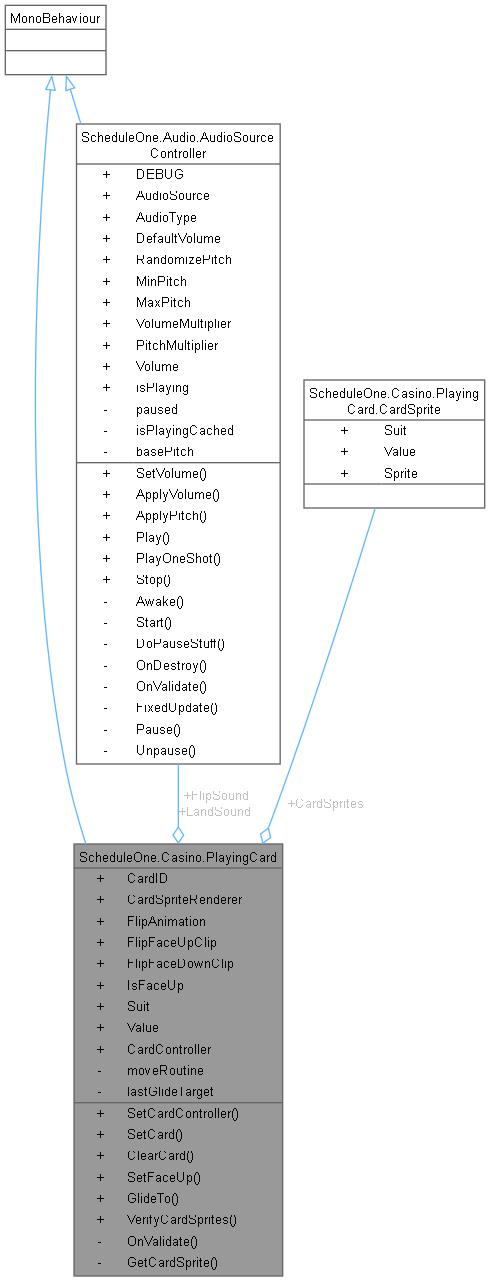 MonoBehaviour
ScheduleOne.Audio.AudioSource
Controller
+ DEBUG
+ AudioSource
+ AudioType
+ DefaultVolume
+ RandomizePitch
+ MinPitch
+ MaxPitch
+ VolumeMultiplier
+ PitchMultiplier
+ Volume
+ isPlaying
- paused
- isPlayingCached
- basePitch
+ SetVolume()
+ ApplyVolume()
+ ApplyPitch()
+ Play()
+ PlayOneShot()
+ Stop()
- Awake()
- Start()
- DoPauseStuff()
- OnDestroy()
- OnValidate()
- FixedUpdate()
- Pause()
- Unpause()
ScheduleOne.Casino.Playing
Card.CardSprite
+ Suit
+ Value
+ Sprite
+FlipSound
+LandSound
+CardSprites
ScheduleOne.Casino.PlayingCard
+ CardID
+ CardSpriteRenderer
+ FlipAnimation
+ FlipFaceUpClip
+ FlipFaceDownClip
+ IsFaceUp
+ Suit
+ Value
+ CardController
- moveRoutine
- lastGlideTarget
+ SetCardController()
+ SetCard()
+ ClearCard()
+ SetFaceUp()
+ GlideTo()
+ VerifyCardSprites()
- OnValidate()
- GetCardSprite()